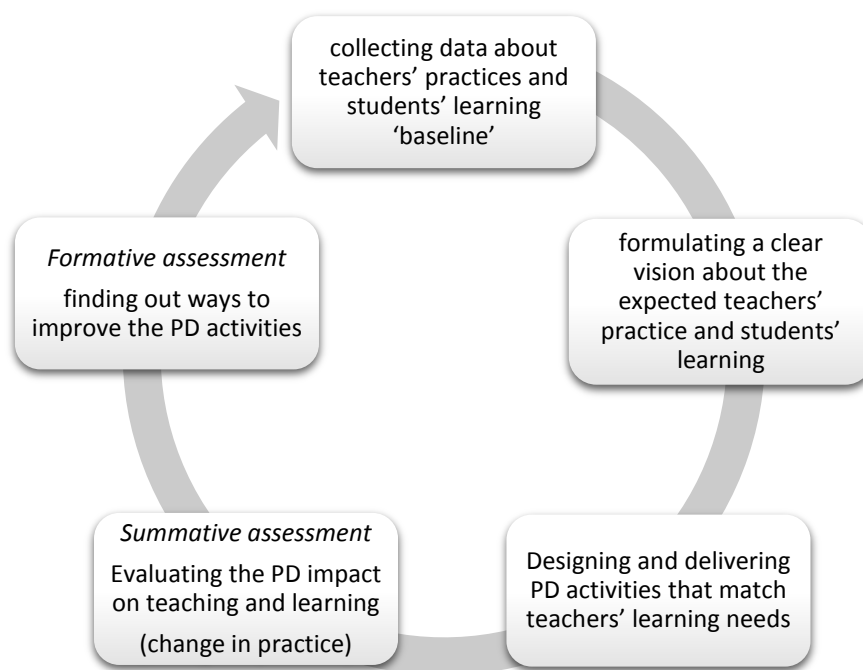 collecting data about
teachers’ practices and
students’ learning
‘baseline’
formulating a clear
vision about the
expected teachers’
practice and students’
learning
Designing and delivering
PD activities that match
teachers’ learning needs
Summative assessment
Evaluating the PD impact
on teaching and learning
(change in practice)
Formative assessment
finding out ways to
improve the PD activities